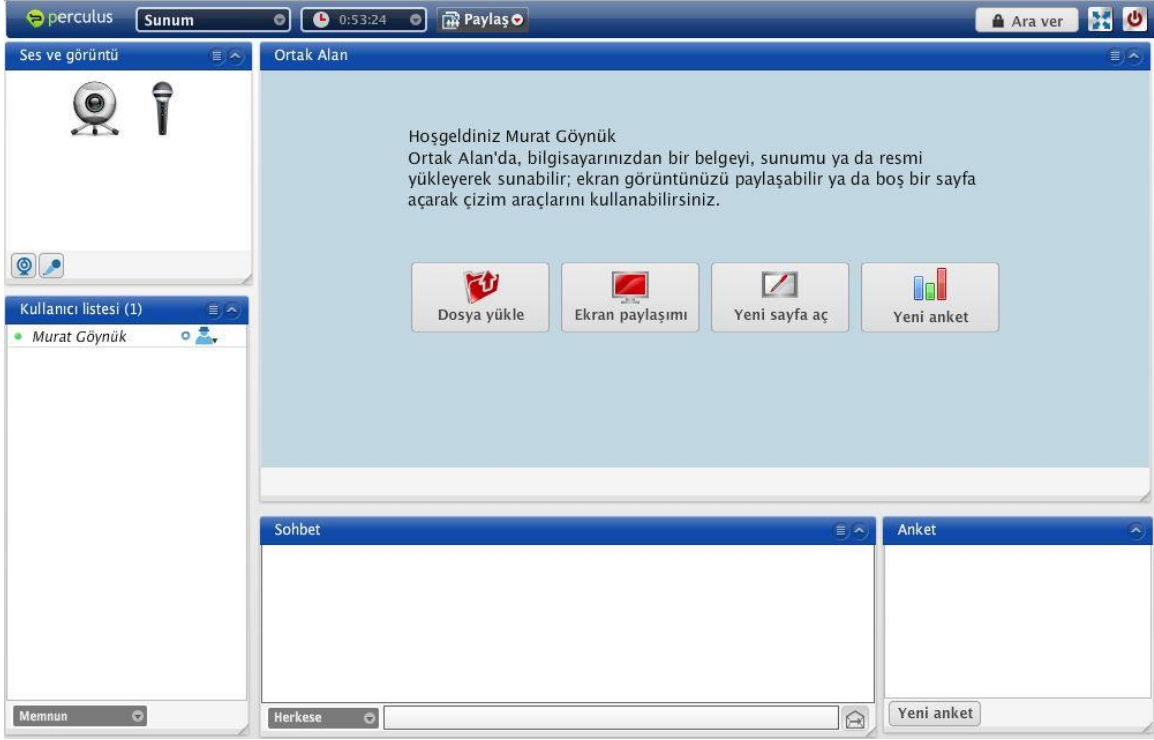 perculus
Sunum
0:53:24
Paylaş
Ara ver
Ses ve görüntü
Ortak Alan
Hoşgeldiniz Murat Göynük
Ortak Alan'da, bilgisayarınızdan bir belgeyi, sunumu ya da resmi
yükleyerek sunabilir; ekran görüntünüzü paylaşabilir ya da boş bir sayfa
açarak çizim araçlarını kullanabilirsiniz.
Dosya yükle
Ekran paylaşımı
Yeni sayfa aç
Yeni anket
Kullanıcı listesi (1)
Murat Göynük
Memnun
Sohbet
Herkese
Anket
Yeni anket